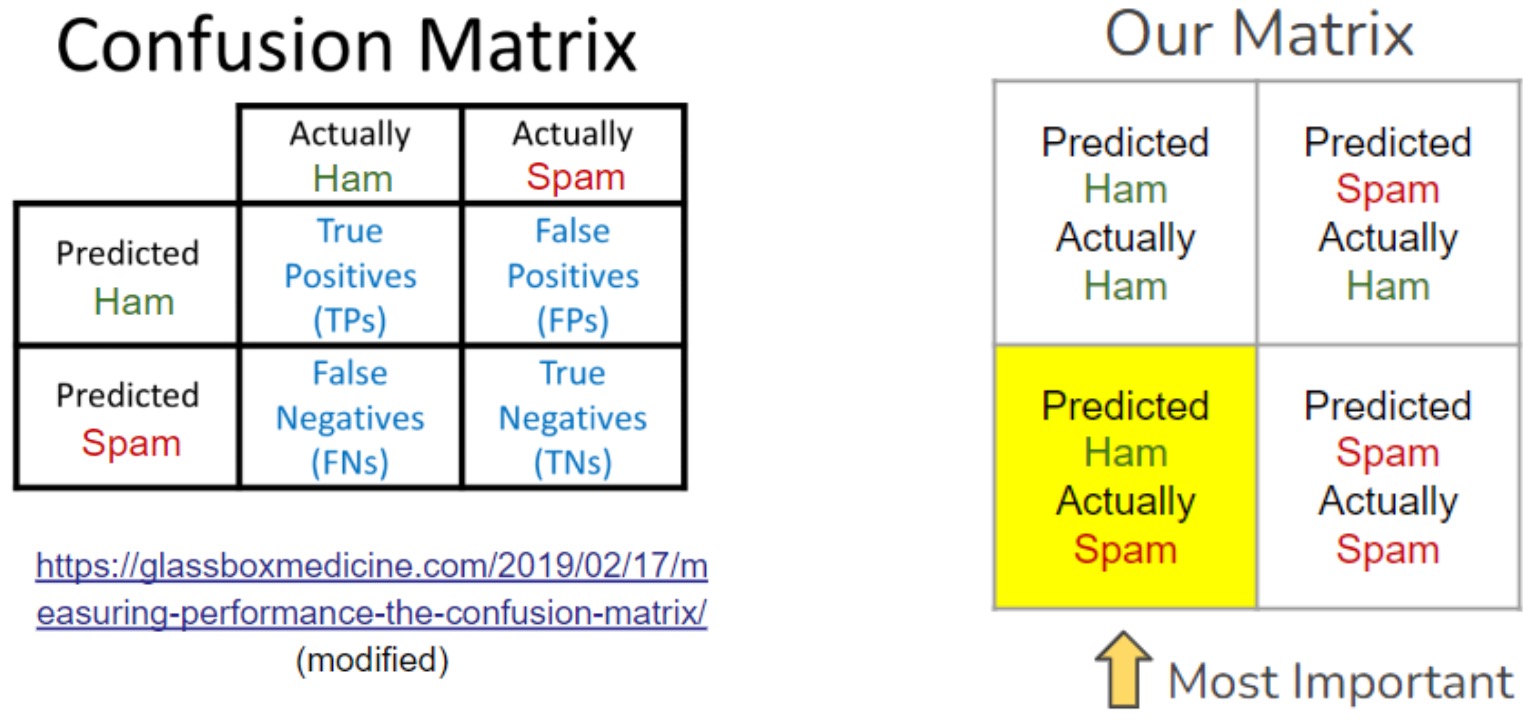 Confusion Matrix
Actually
Ham
Actually
Spam
Predicted
Ham
True
Positives
(TPs)
False
Positives
(FPs)
Predicted
Spam
False
Negatives
(FNs)
True
Negatives
(TNs)
https://glassboxmedicine.com/2019/02/17/m
easuring-performance-the-confusion-matrix/
(modified)
Our Matrix
Predicted
Ham
Actually
Ham
Predicted
Spam
Actually
Ham
Predicted
Ham
Actually
Spam
Predicted
Spam
Actually
Spam
Most Important